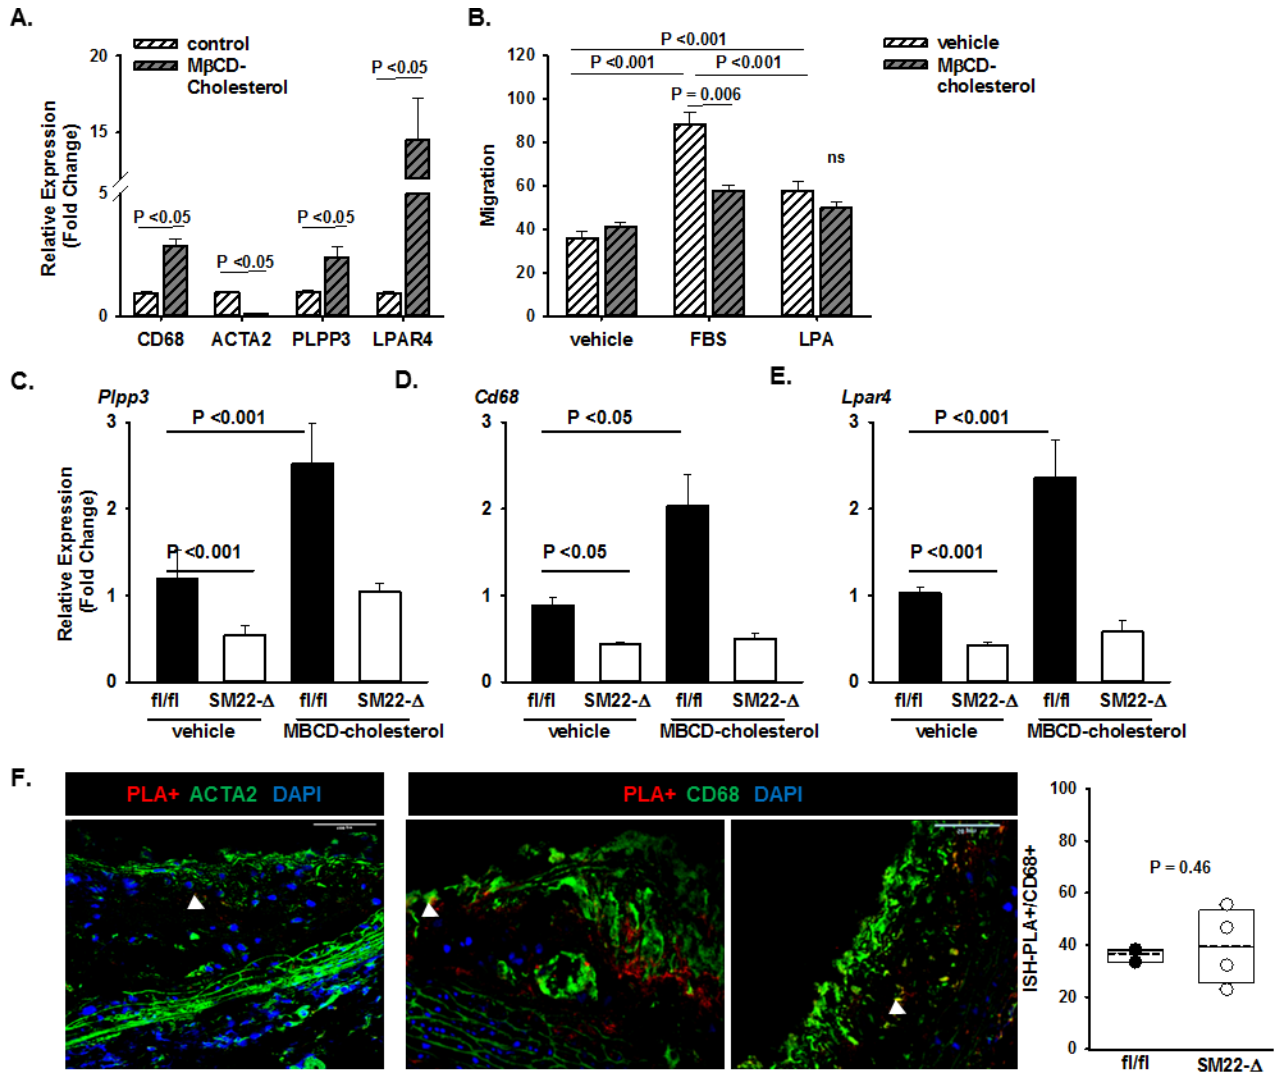 A.
control
MβCD-
Cholesterol
Relative Expression
(Fold Change)
20
15
5
0
P <0.05
P <0.05
P <0.05
P <0.05
CD68 ACTA2 PLPP3 LPAR4
B.
vehicle
MβCD-
cholesterol
Migration
120
100
80
60
40
20
0
P <0.001
P <0.001 P <0.001
P = 0.006
ns
vehicle FBS LPA
C.
Plpp3
Relative Expression
(Fold Change)
3
2
1
0
P <0.001
P <0.001
fl/fl SM22-Δ fl/fl SM22-Δ
vehicle MBCD-cholesterol
D.
Cd68
3
2
1
0
P <0.05
P <0.05
fl/fl SM22-Δ fl/fl SM22-Δ
vehicle MBCD-cholesterol
E.
Lpar4
3
2
1
0
P <0.001
P <0.001
fl/fl SM22-Δ fl/fl SM22-Δ
vehicle MBCD-cholesterol
F.
PLA+ ACTA2 DAPI
PLA+ CD68 DAPI
ISH-PLA+/CD68+
100
80
60
40
20
0
P = 0.46
fl/fl SM22-Δ